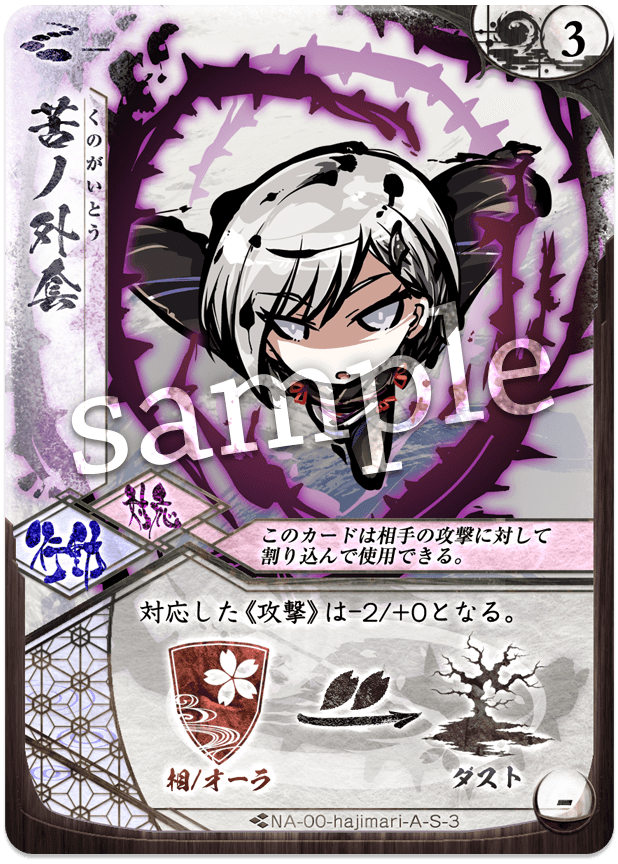 3
苦ノ外套
くのがいとう
sample
対応
行動
このカードは相手の攻撃に対して
割り込んで使用できる。
対応した《攻撃》は-2/+0となる。
相/オーラ
ダスト
-
NA-00-hajimari-A-S-3